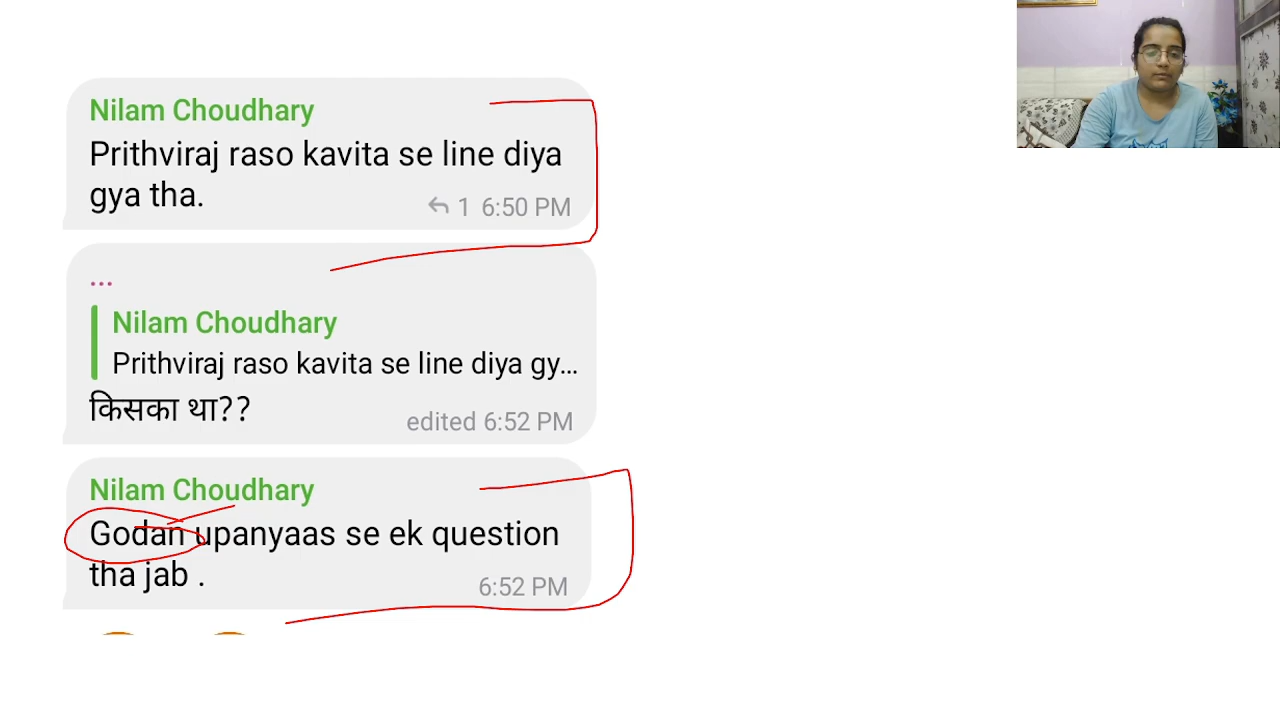 Nilam Choudhary
Prithviraj raso kavita se line diya
gya tha.
1 6:50 PM
...
Nilam Choudhary
Prithviraj raso kavita se line diya gy...
किसका था??
edited 6:52 PM
Nilam Choudhary
Godan upanyaas se ek question
tha jab .
6:52 PM